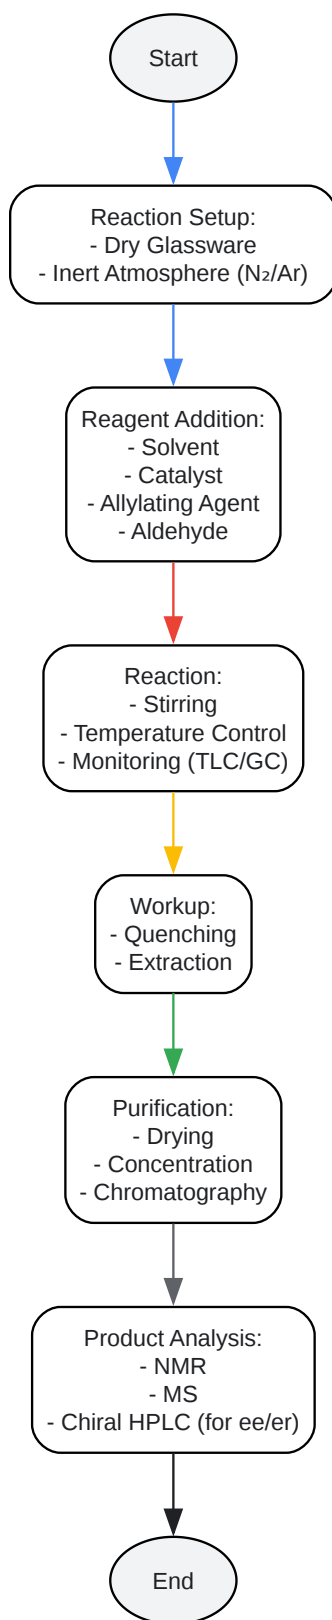 Start
Reaction Setup:
- Dry Glassware
- Inert Atmosphere (N₂/Ar)
Reagent Addition:
- Solvent
- Catalyst
- Allylating Agent
- Aldehyde
Reaction:
- Stirring
- Temperature Control
- Monitoring (TLC/GC)
Workup:
- Quenching
- Extraction
Purification:
- Drying
- Concentration
- Chromatography
Product Analysis:
- NMR
- MS
- Chiral HPLC (for ee/er)
End